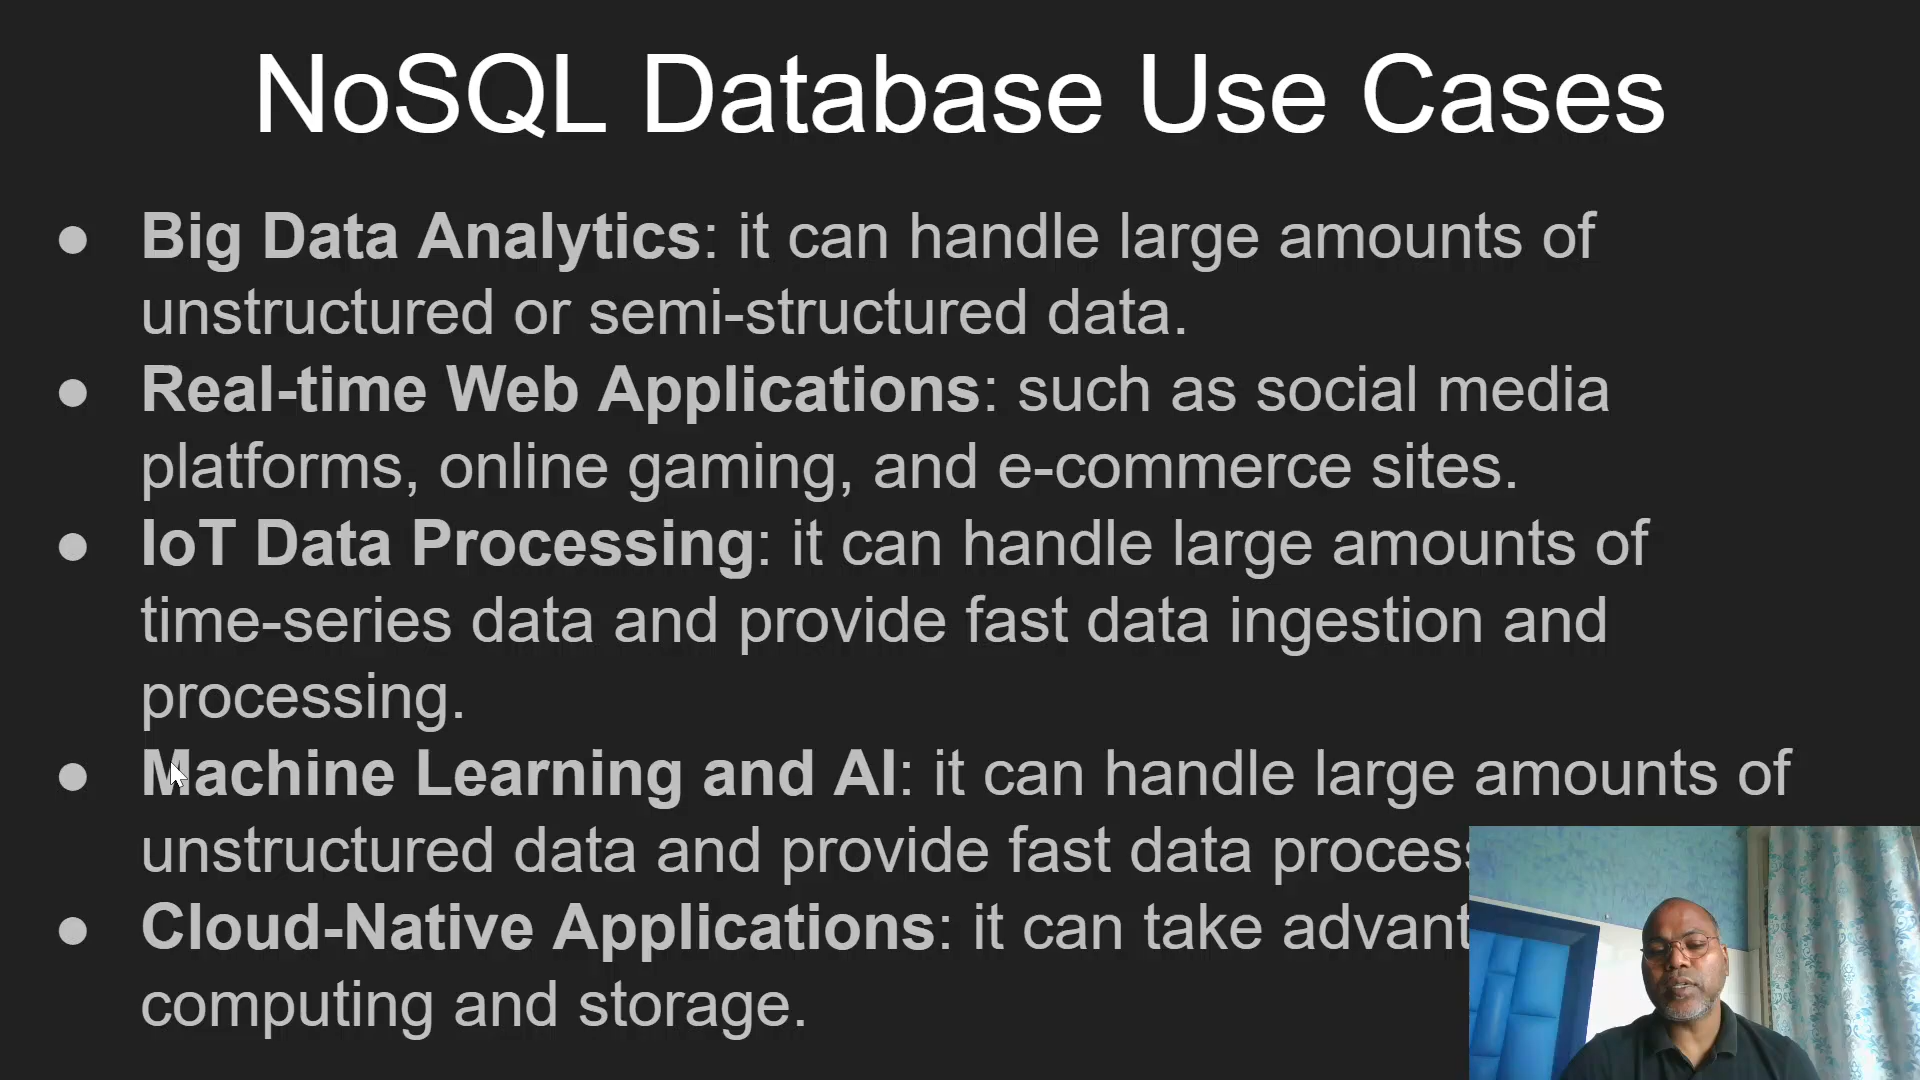 NoSQL Database Use Cases
● Big Data Analytics: it can handle large amounts of
unstructured or semi-structured data.
● Real-time Web Applications: such as social media
platforms, online gaming, and e-commerce sites.
● IoT Data Processing: it can handle large amounts of
time-series data and provide fast data ingestion and
processing.
● Machine Learning and AI: it can handle large amounts of
unstructured data and provide fast data
● Cloud-Native Applications: it can take
computing and storage.